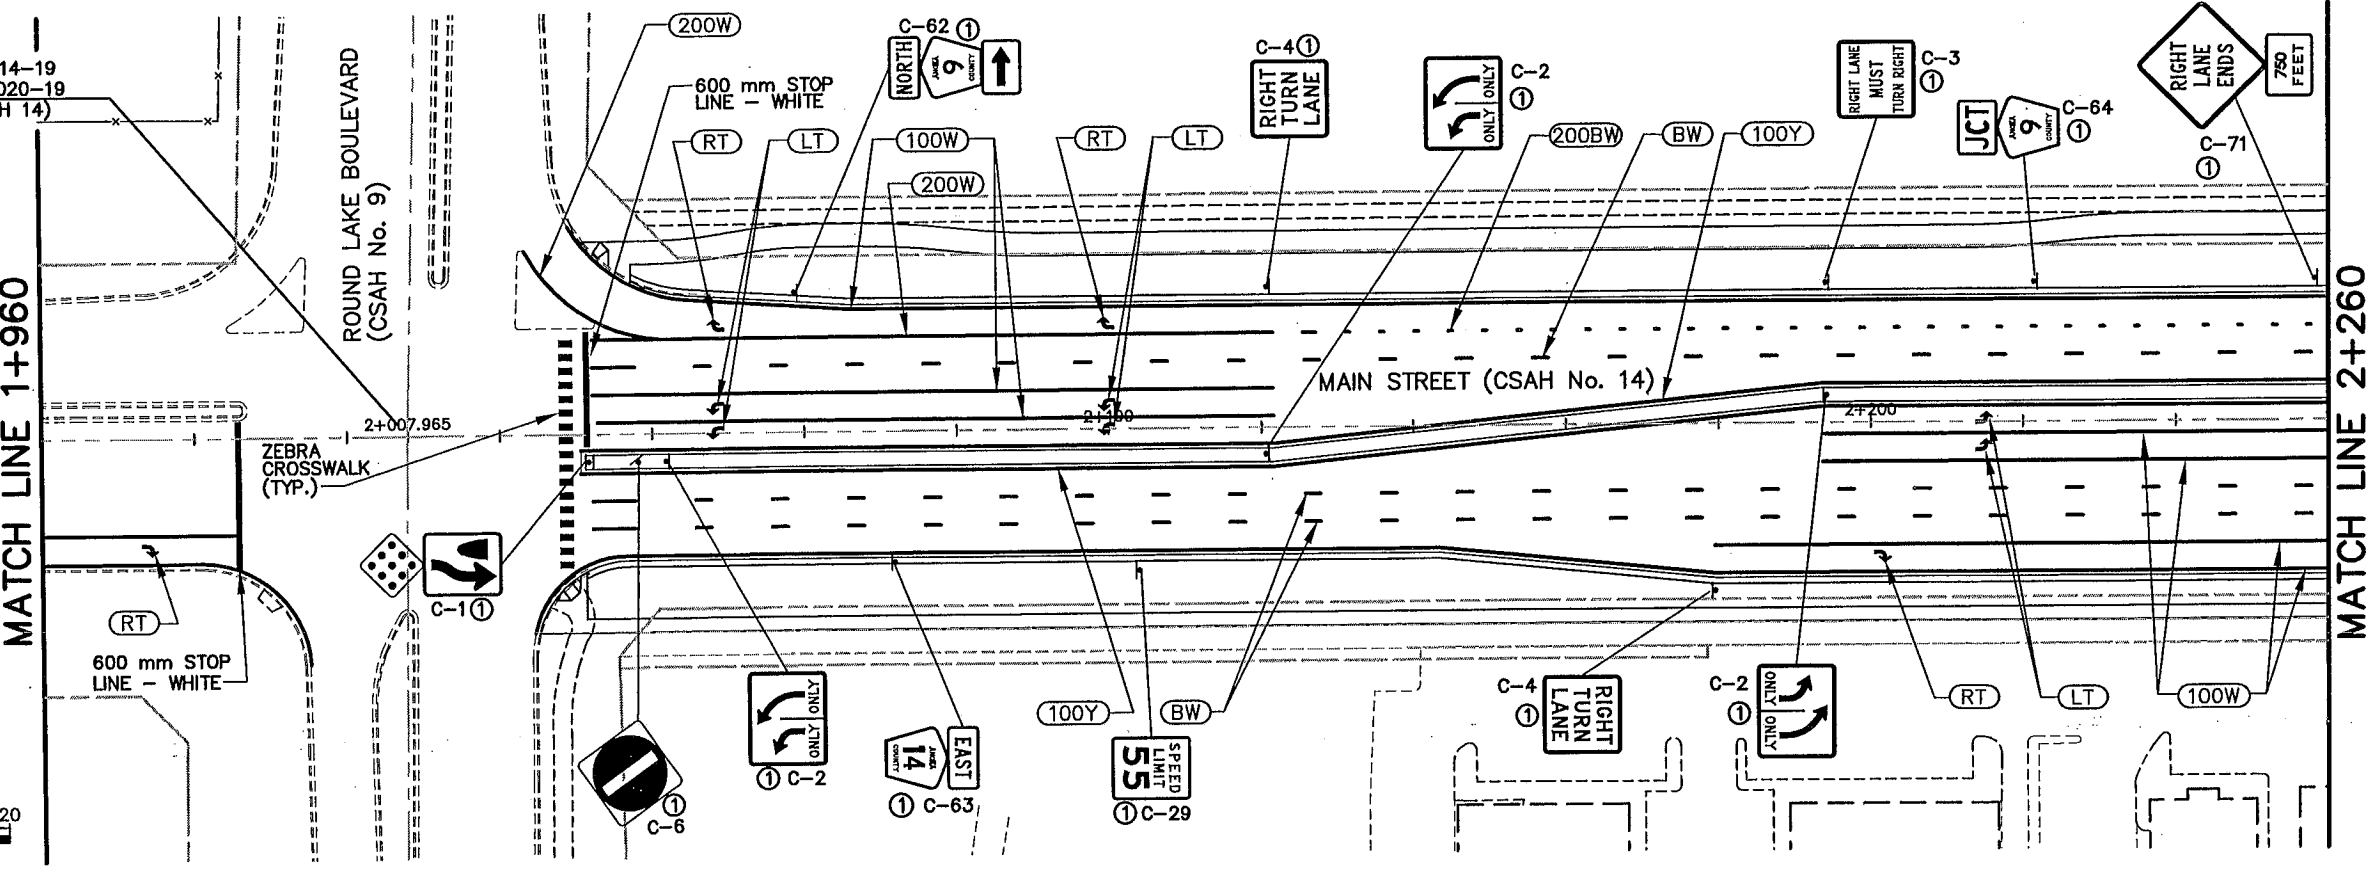 14-19
020-19
H 14)
MATCH LINE 1+960
ROUND LAKE BOULEVARD
(CSAH No. 9)
2+007.965
ZEBRA
CROSSWALK
(TYP.)
RT
600 mm STOP
LINE - WHITE
20
200W
600 mm STOP
LINE - WHITE
RT
LT
100W
200W
C-62 ①
NORTH
9
COUNTY
RT
LT
C-4 ①
RIGHT
TURN
LANE
ONLY
ONLY
C-2
①
200BW
BW
100Y
RIGHT LANE
MUST
TURN RIGHT
C-3
①
JCT
9
COUNTY
C-64
①
RIGHT
LANE
ENDS
750
FEET
C-71
①
MAIN STREET (CSAH No. 14)
2+100
2+200
C-1 ①
①
C-6
ONLY
ONLY
① C-2
EAST
14
COUNTY
① C-63
100Y
BW
SPEED
LIMIT
55
① C-29
C-4
①
RIGHT
TURN
LANE
C-2
①
ONLY
ONLY
RT
LT
100W
MATCH LINE 2+260